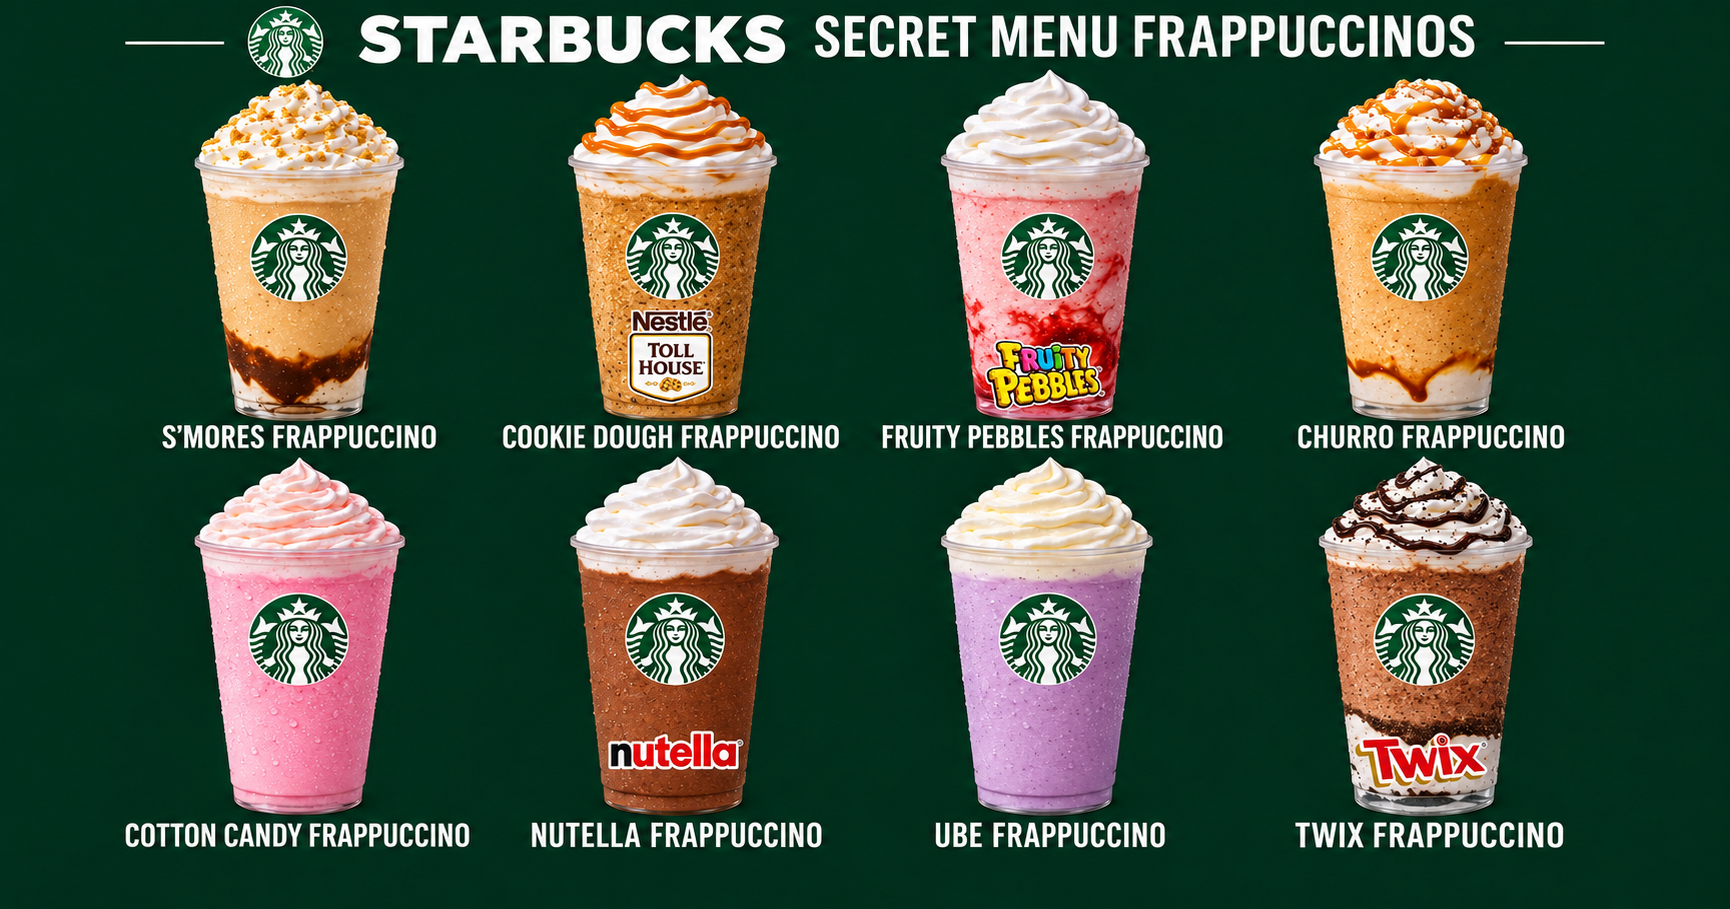 STARBUCKS SECRET MENU FRAPPUCCINOS
Nestlé®
TOLL
HOUSE®
FRUITY
PEBBLES
S'MORES FRAPPUCCINO
COOKIE DOUGH FRAPPUCCINO
FRUITY PEBBLES FRAPPUCCINO
CHURRO FRAPPUCCINO
nutella®
TWIX®
COTTON CANDY FRAPPUCCINO
NUTELLA FRAPPUCCINO
UBE FRAPPUCCINO
TWIX FRAPPUCCINO